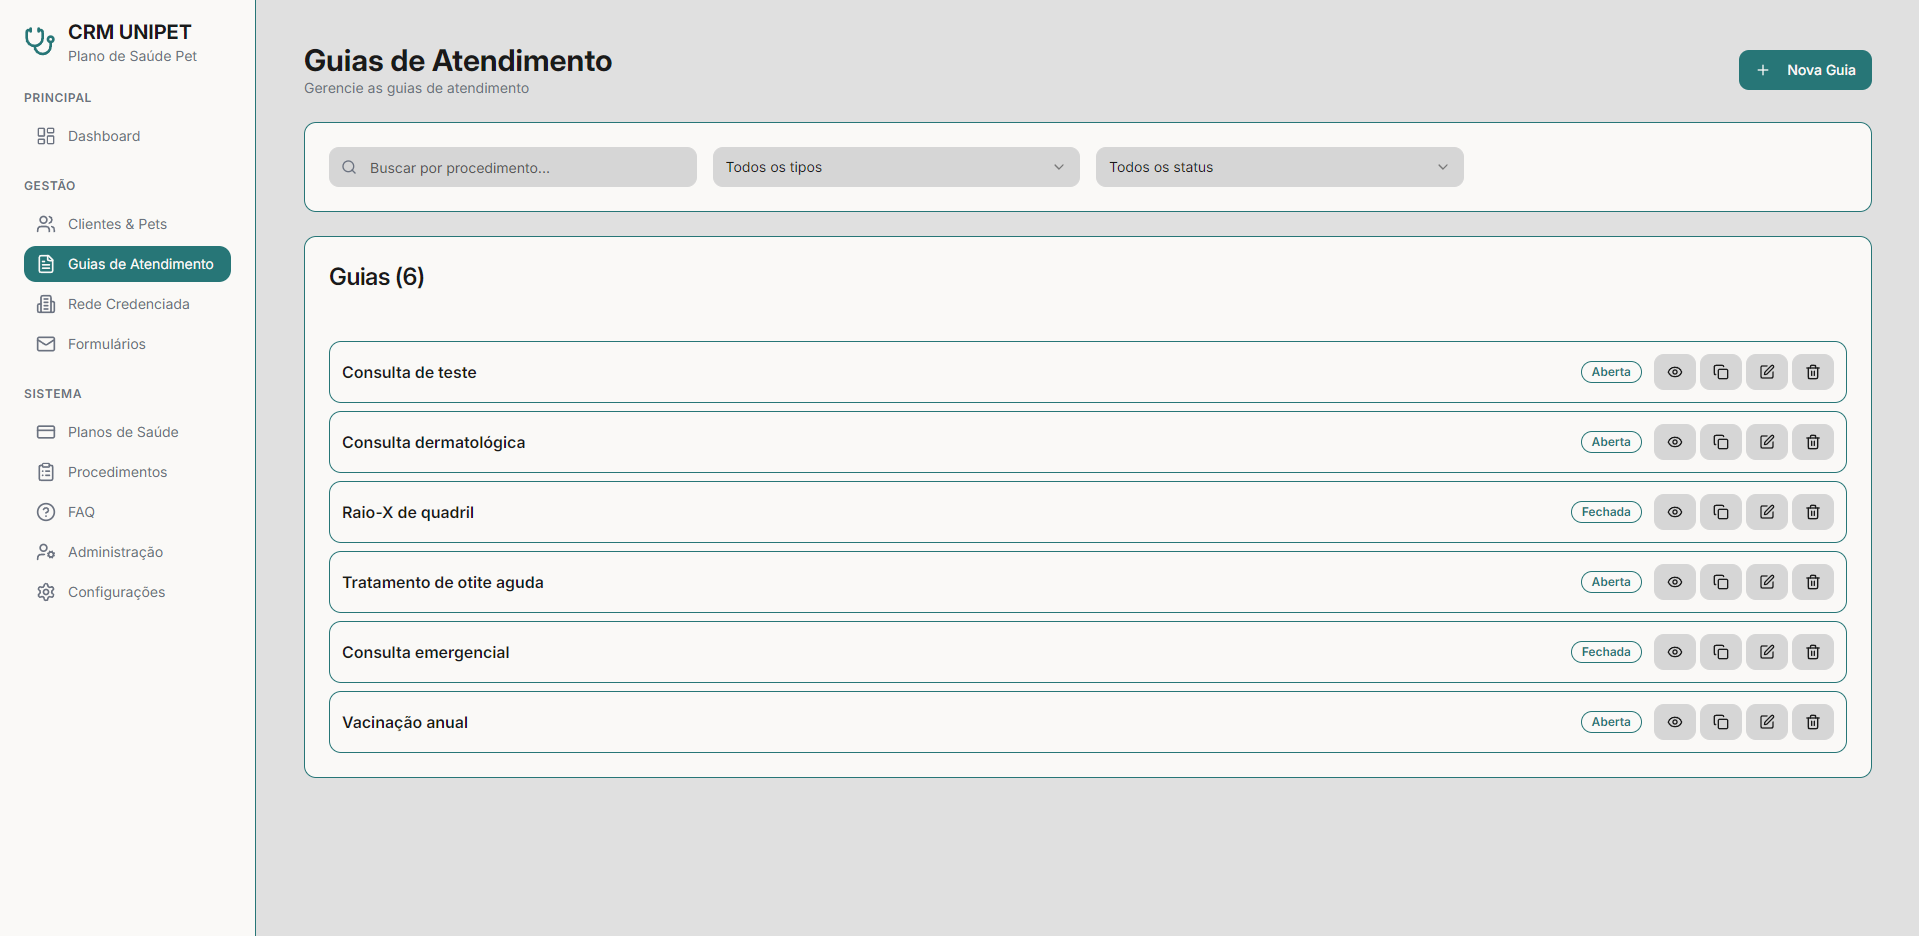 CRM UNIPET
Plano de Saúde Pet
PRINCIPAL
Dashboard
GESTÃO
Clientes & Pets
Guias de Atendimento
Rede Credenciada
Formulários
SISTEMA
Planos de Saúde
Procedimentos
FAQ
Administração
Configurações
Guias de Atendimento
Gerencie as guias de atendimento
Nova Guia
Buscar por procedimento...
Todos os tipos
Todos os status
Guias (6)
Consulta de teste
Aberta
Consulta dermatológica
Aberta
Raio-X de quadril
Fechada
Tratamento de otite aguda
Aberta
Consulta emergencial
Fechada
Vacinação anual
Aberta